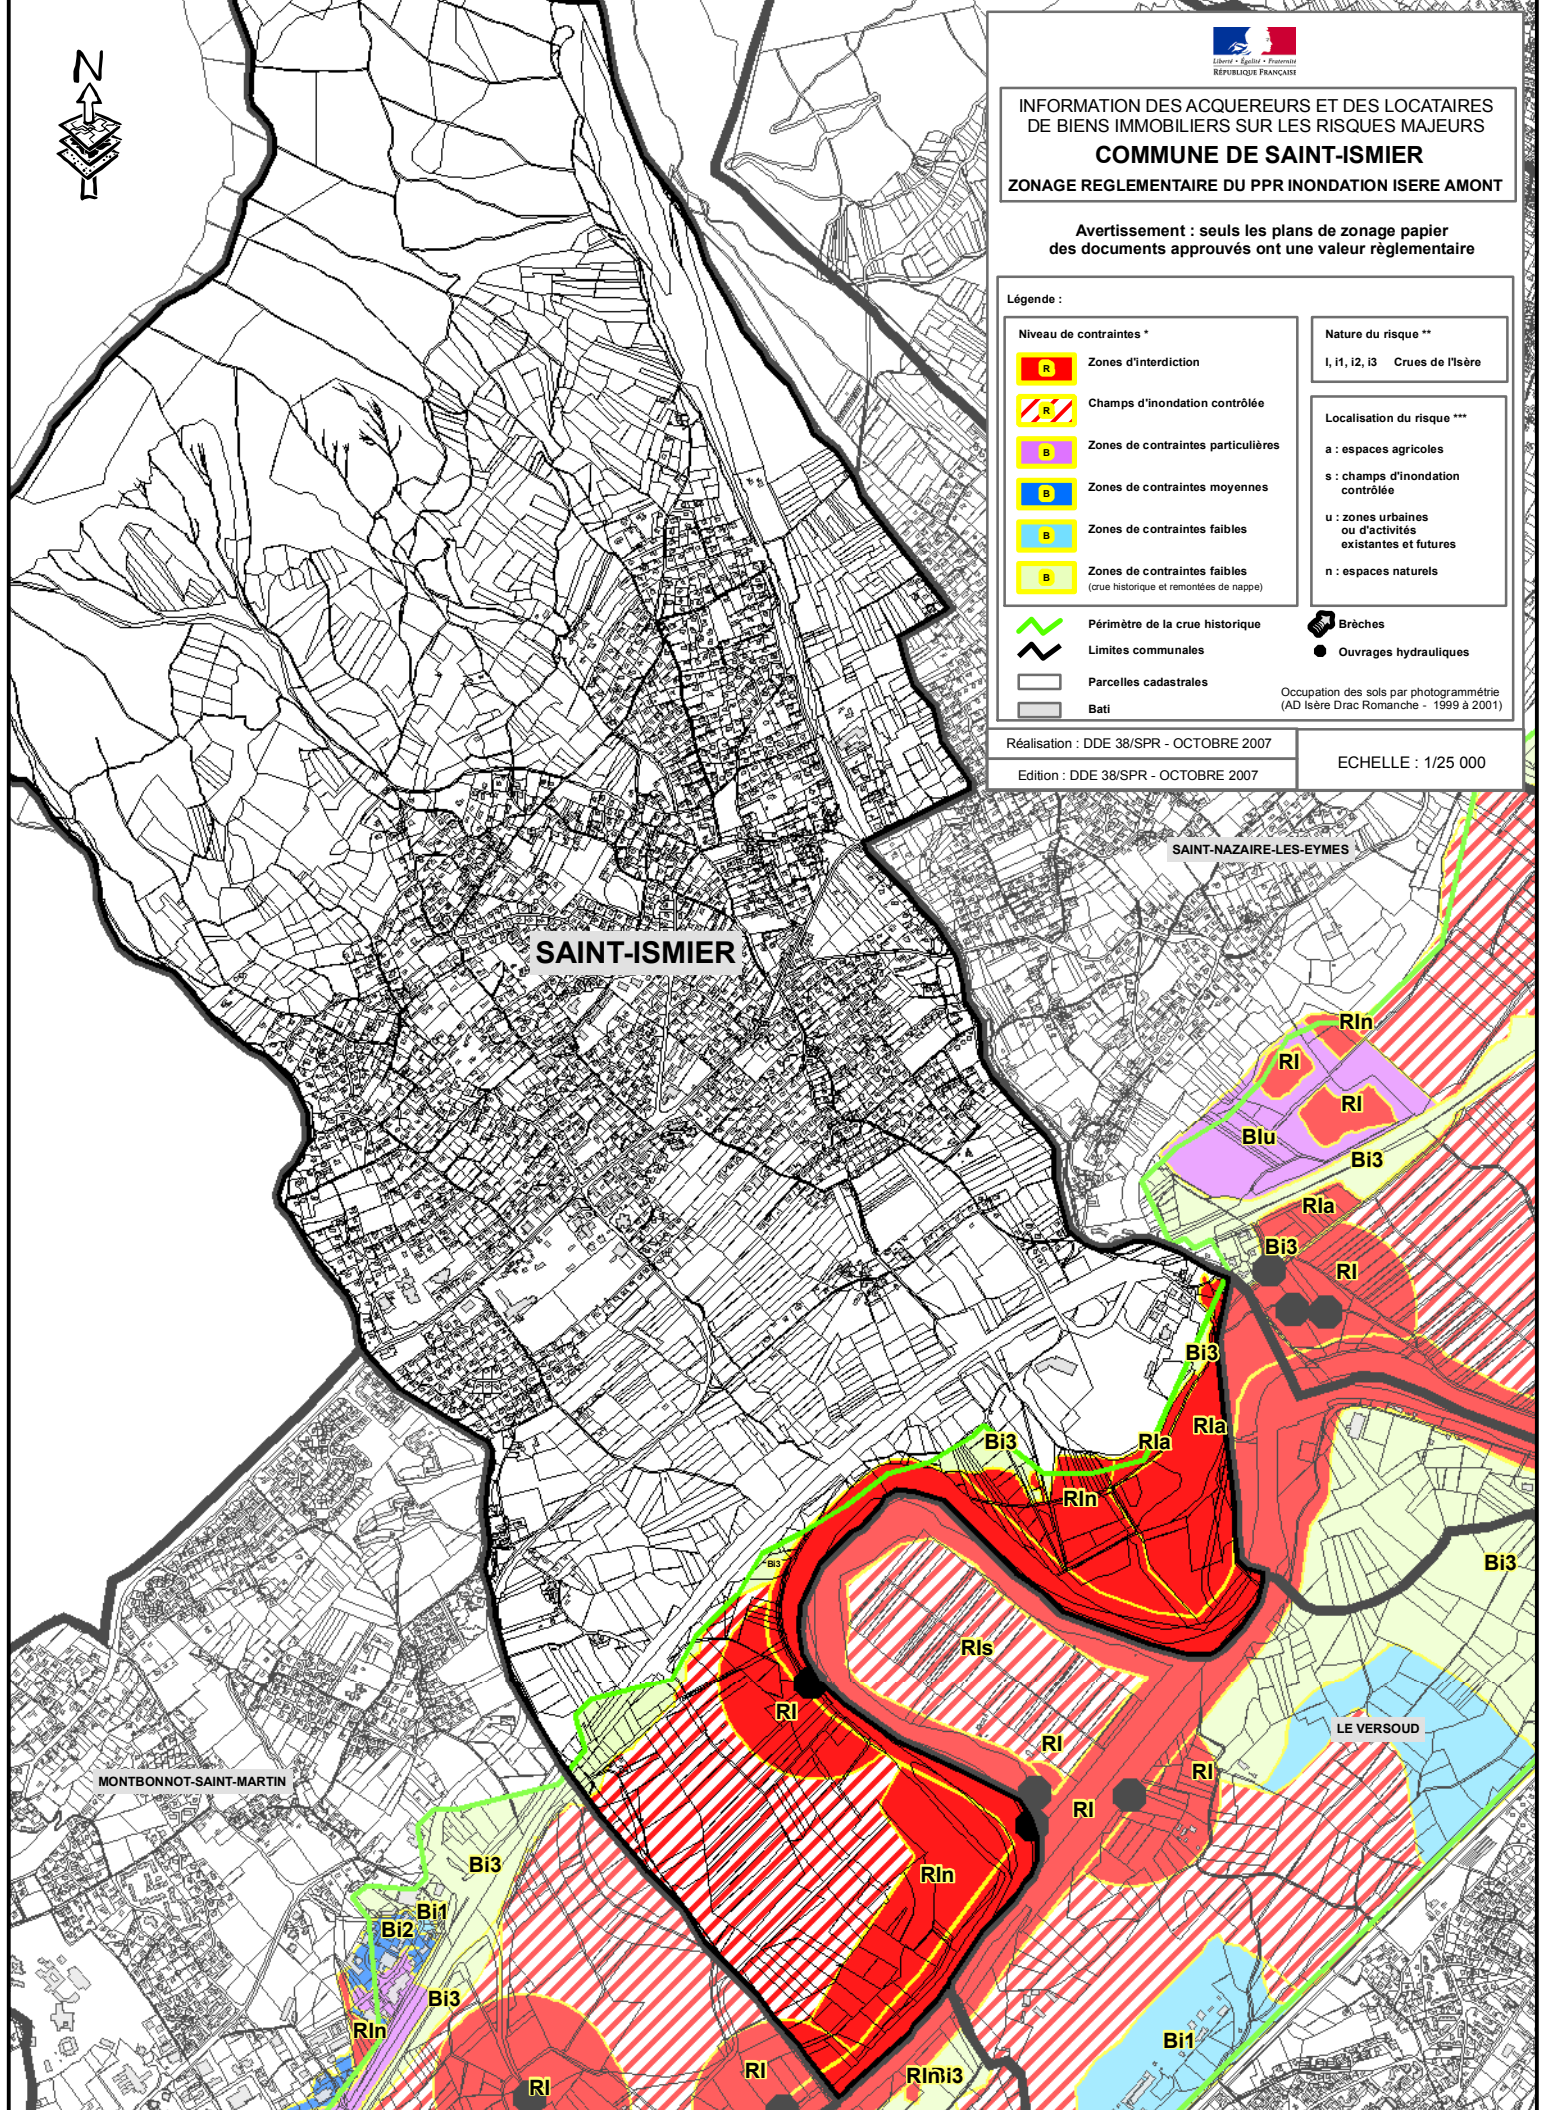 N
Liberté • Égalité • Fraternité
RÉPUBLIQUE FRANÇAISE
INFORMATION DES ACQUEREURS ET DES LOCATAIRES
DE BIENS IMMOBILIERS SUR LES RISQUES MAJEURS
COMMUNE DE SAINT-ISMIER
ZONAGE REGLEMENTAIRE DU PPR INONDATION ISERE AMONT
Avertissement : seuls les plans de zonage papier
des documents approuvés ont une valeur règlementaire
Légende :
Niveau de contraintes *
R Zones d'interdiction
R Champs d'inondation contrôlée
B Zones de contraintes particulières
B Zones de contraintes moyennes
B Zones de contraintes faibles
B Zones de contraintes faibles
(crue historique et remontées de nappe)
Nature du risque **
I, i1, i2, i3 Crues de l'Isère
Localisation du risque ***
a : espaces agricoles
s : champs d'inondation
contrôlée
u : zones urbaines
ou d'activités
existantes et futures
n : espaces naturels
Périmètre de la crue historique
Limites communales
Parcelles cadastrales
Bati
Brèches
Ouvrages hydrauliques
Occupation des sols par photogrammétrie
(AD Isère Drac Romanche - 1999 à 2001)
Réalisation : DDE 38/SPR - OCTOBRE 2007
Edition : DDE 38/SPR - OCTOBRE 2007
ECHELLE : 1/25 000
SAINT-NAZAIRE-LES-EYMES
SAINT-ISMIER
RIn
RI
RI
BIu
Bi3
RIa
Bi3
RI
Bi3
RIa
Bi3
RIa
RIn
Bi3
Bi3
RIs
RI
LE VERSOUD
RI
RI
MONTBONNOT-SAINT-MARTIN
RI
Bi3
RIn
Bi1
Bi2
Bi3
RIn
Bi1
RI
RIn
Bi3
RI